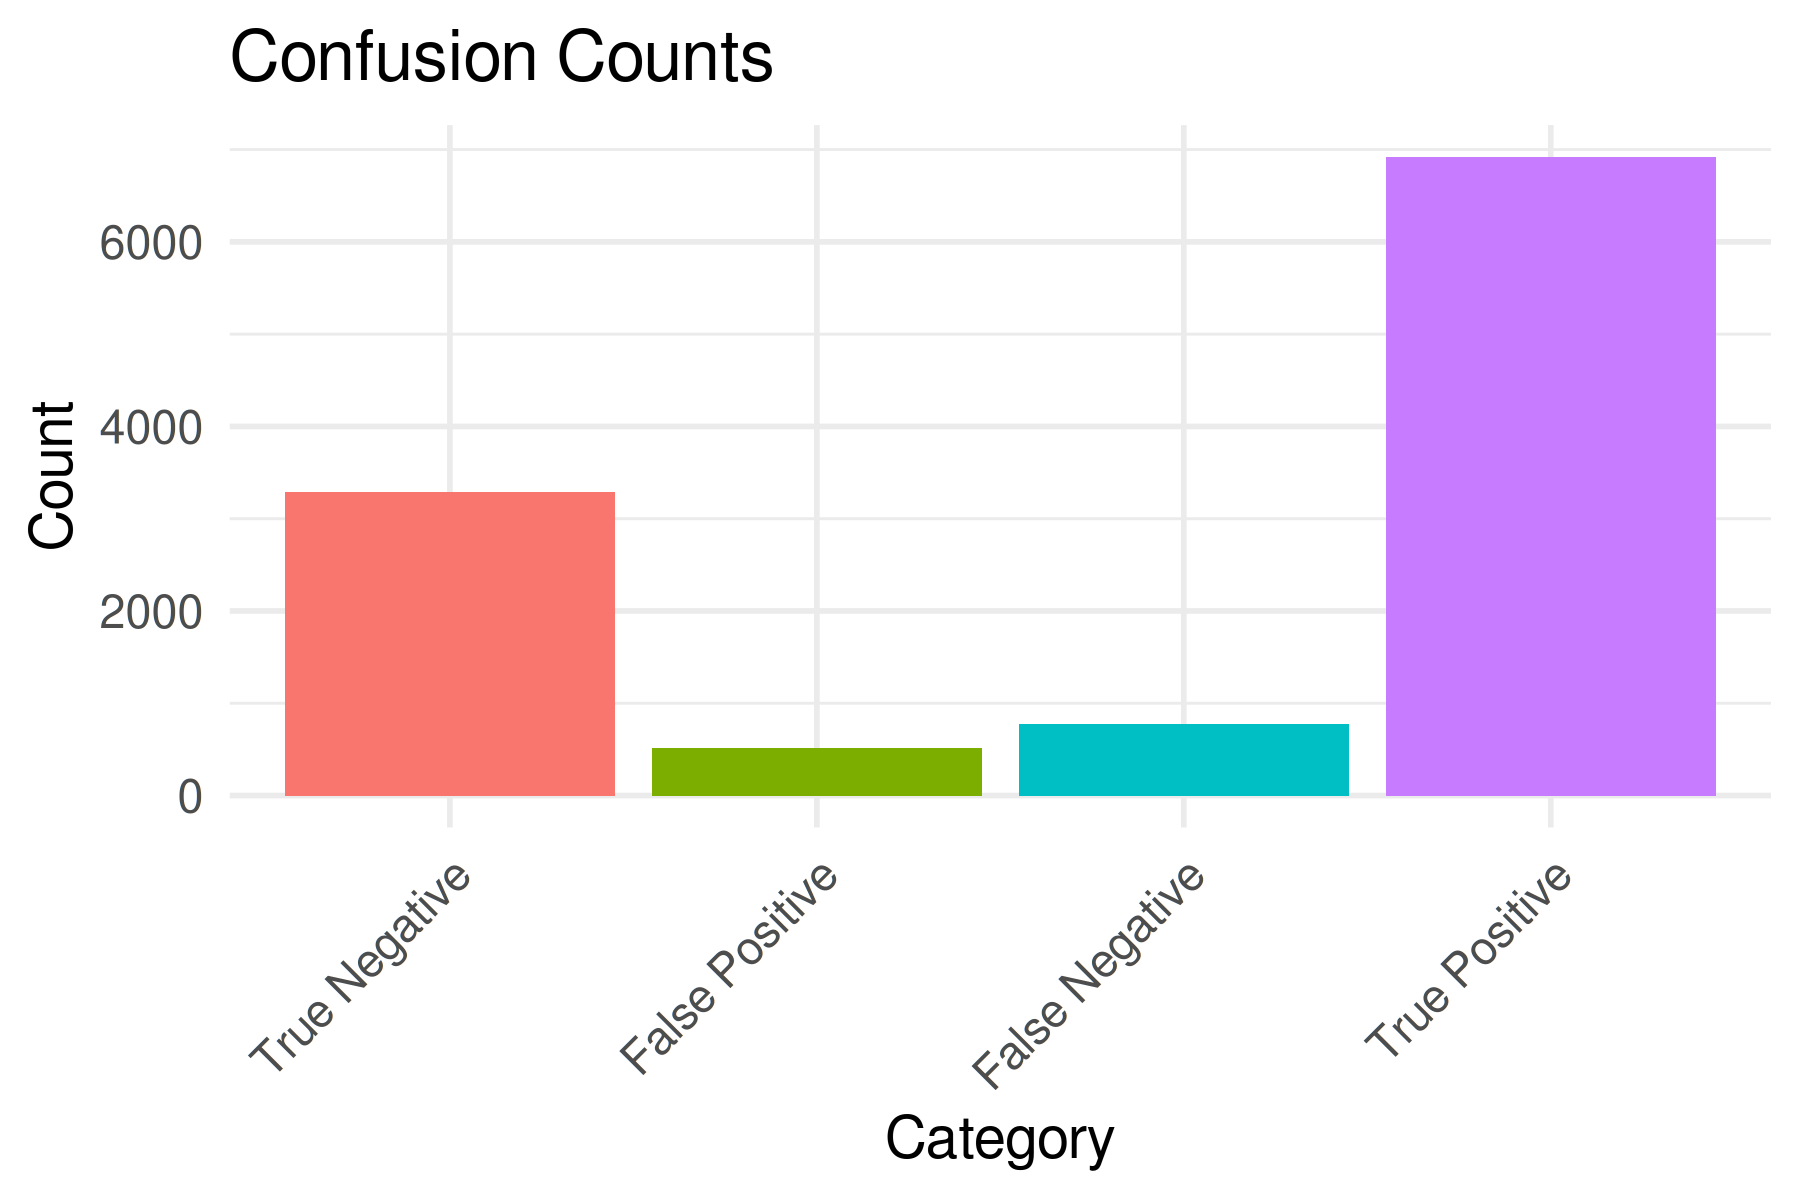 Confusion Counts
Count
6000
4000
2000
0
True Negative
False Positive
False Negative
True Positive
Category